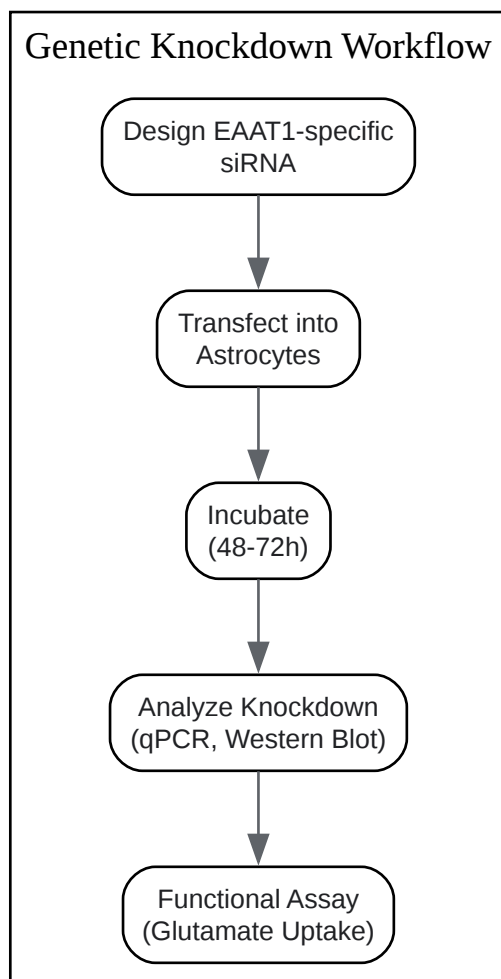 Genetic Knockdown Workflow
Design EAAT1-specific
siRNA
Transfect into
Astrocytes
Incubate
(48-72h)
Analyze Knockdown
(qPCR, Western Blot)
Functional Assay
(Glutamate Uptake)